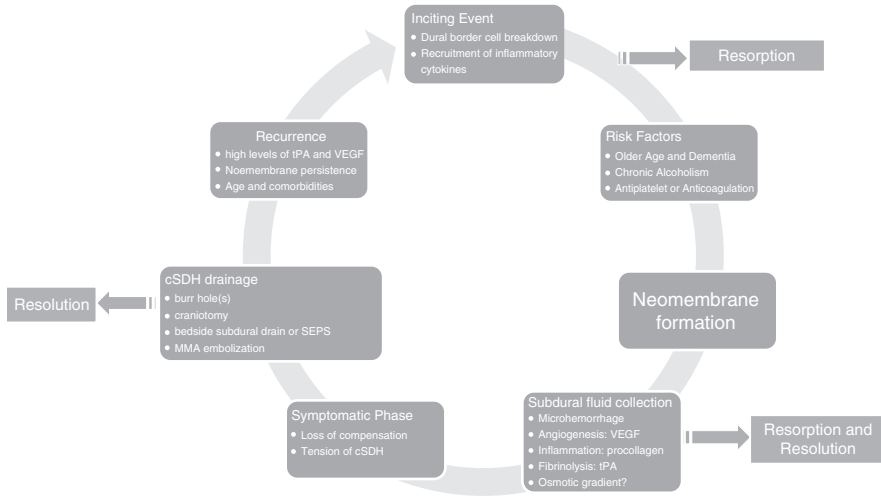 Inciting Event
• Dural border cell breakdown
• Recruitment of inflammatory
cytokines
Resorption
Risk Factors
• Older Age and Dementia
• Chronic Alcoholism
• Antiplatelet or Anticoagulation
Neomembrane
formation
Subdural fluid collection
• Microhemorrhage
• Angiogenesis: VEGF
• Inflammation: procollagen
• Fibrinolysis: tPA
• Osmotic gradient?
Resorption and
Resolution
Symptomatic Phase
• Loss of compensation
• Tension of cSDH
cSDH drainage
• burr hole(s)
• craniotomy
• bedside subdural drain or SEPS
• MMA embolization
Resolution
Recurrence
• high levels of tPA and VEGF
• Noemembrane persistence
• Age and comorbidities